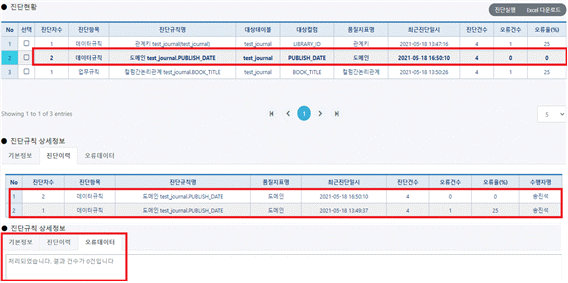 진단현황
진단실행 Excel 다운로드
No 선택 진단차수 진단항목 진단규칙명 대상테이블 대상컬럼 품질지표명 최근진단일시 진단건수 오류건수 오류율(%)
1 1 데이터규칙 관계키 test_journal(test_journal) test_journal LIBRARY_ID 관계키 2021-05-18 13:47:16 4 1 25
2 2 데이터규칙 도메인 test_journal.PUBLISH_DATE test_journal PUBLISH_DATE 도메인 2021-05-18 16:50:10 4 0 0
3 1 업무규칙 컬럼간논리관계 test_journal.BOOK_TITLE test_journal BOOK_TITLE 컬럼간논리관계 2021-05-18 13:50:26 4 1 25
Showing 1 to 3 of 3 entries
1
5
진단규칙 상세정보
기본정보 진단이력 오류데이터
No 진단차수 진단항목 진단규칙명 품질지표명 최근진단일시 진단건수 오류건수 오류율(%) 수행자명
1 2 데이터규칙 도메인 test_journal.PUBLISH_DATE 도메인 2021-05-18 16:50:10 4 0 0 송진석
2 1 데이터규칙 도메인 test_journal.PUBLISH_DATE 도메인 2021-05-18 13:49:37 4 1 25 송진석
진단규칙 상세정보
기본정보 진단이력 오류데이터
처리되었습니다. 결과 건수가 0건입니다